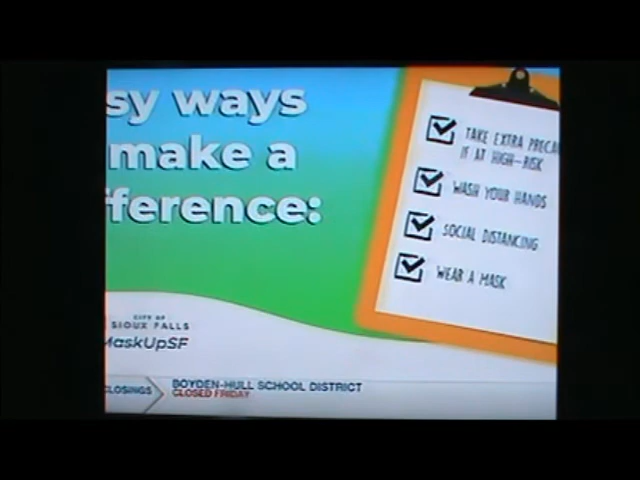 sy ways
make a
fference:
TAKE EXTRA PRECA
IF AT HIGH-RISK
WASH YOUR HANDS
SOCIAL DISTANCING
WEAR A MASK
CITY OF
SIOUX FALLS
MaskUpSF
CLOSINGS
BOYDEN-HULL SCHOOL DISTRICT
CLOSED FRIDAY